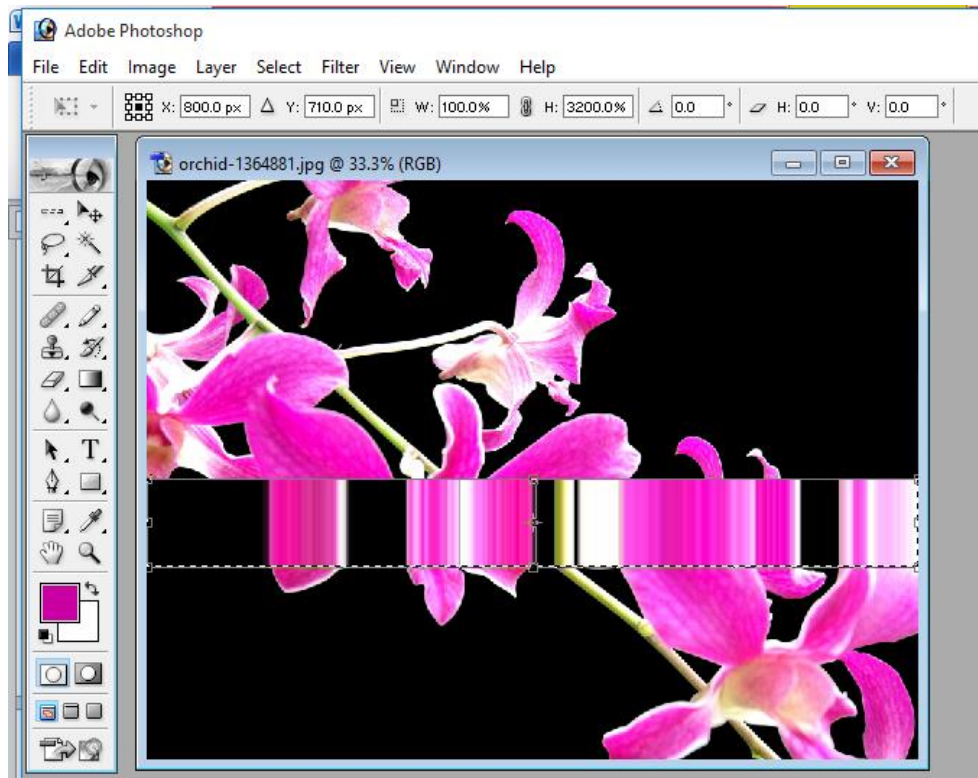 Adobe Photoshop
File Edit Image Layer Select Filter View Window Help
X: 800.0 px Y: 710.0 px W: 100.0% H: 3200.0% 0.0 ° H: 0.0 ° V: 0.0 °
orchid-1364881.jpg @ 33.3% (RGB)
T